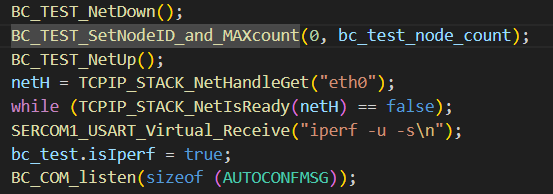 BC_TEST_NetDown();
BC_TEST_SetNodeID_and_MAXcount(0, bc_test_node_count);
BC_TEST_NetUp();
netH = TCPIP_STACK_NetHandleGet("eth0");
while (TCPIP_STACK_NetIsReady(netH) == false);
SERCOM1_USART_Virtual_Receive("iperf -u -s\n");
bc_test.isIperf = true;
BC_COM_listen(sizeof (AUTOCONFMSG));